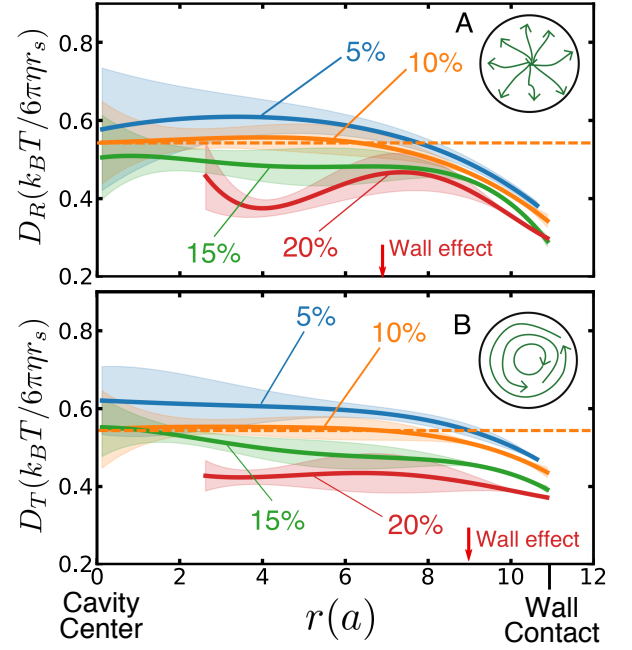 A
0.8
0.6
0.4
0.2
D_R(k_BT/6πηr_s)
5%
10%
15%
20%
Wall effect
B
0.8
0.6
0.4
0.2
D_T(k_BT/6πηr_s)
5%
10%
15%
20%
Wall effect
0 2 4 6 8 10 12
Cavity
Center
r(a)
Wall
Contact